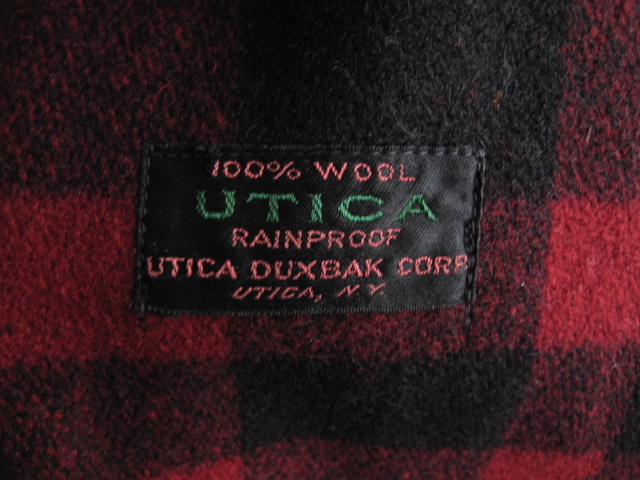 100% WOOL
UTICA
RAINPROOF
UTICA DUXBAK CORP
UTICA, N.Y.